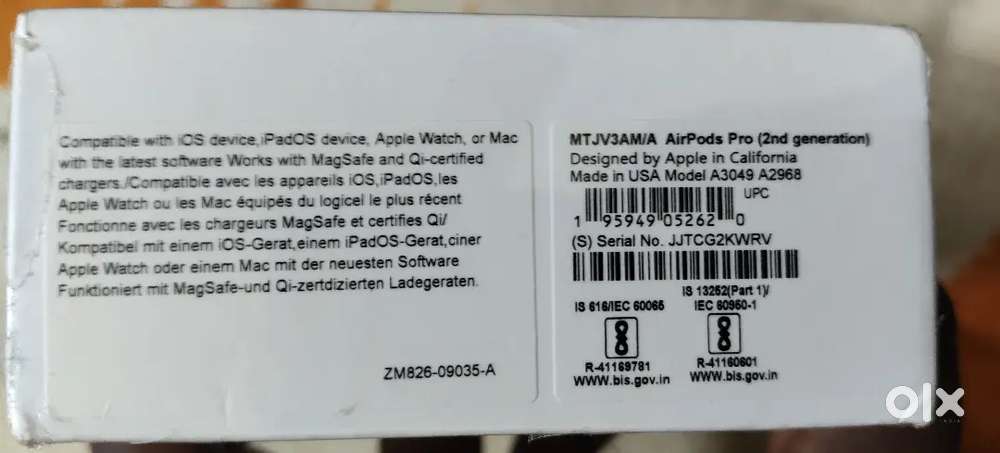 Compatible with iOS device,iPadOS device, Apple Watch, or Mac
with the latest software Works with MagSafe and Qi-certified
chargers./Compatible avec les appareils iOS,iPadOS,les
Apple Watch ou les Mac équipés du logicel le plus récent
Fonctionne avec les chargeurs MagSafe et certifies Qi/
Kompatibel mit einem iOS-Gerat,einem iPadOS-Gerat,ciner
Apple Watch oder einem Mac mit der neuesten Software
Funktioniert mit MagSafe-und Qi-zertdizierten Ladegeraten.
ZM826-09035-A
MTJV3AM/A AirPods Pro (2nd generation)
Designed by Apple in California
Made in USA Model A3049 A2968
UPC
1 95949 05262 0
(S) Serial No. JJTCG2KWRV
IS 616/IEC 60065
R-41169781
WWW.bis.gov.in
IS 13252(Part 1)/
IEC 60950-1
R-41160601
WWW.bis.gov.in
olx